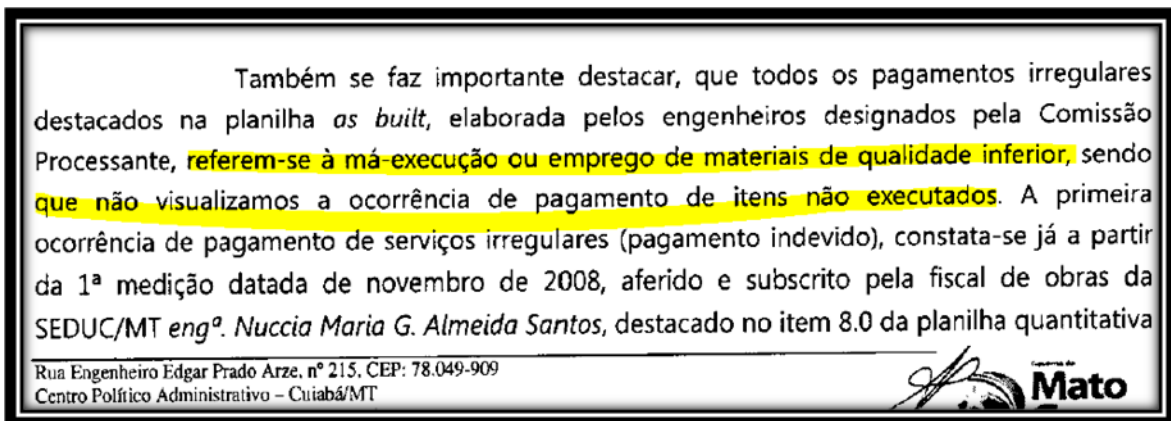 Também se faz importante destacar, que todos os pagamentos irregulares
destacados na planilha as built, elaborada pelos engenheiros designados pela Comissão
Processante, referem-se à má-execução ou emprego de materiais de qualidade inferior, sendo
que não visualizamos a ocorrência de pagamento de itens não executados. A primeira
ocorrência de pagamento de serviços irregulares (pagamento indevido), constata-se já a partir
da 1ª medição datada de novembro de 2008, aferido e subscrito pela fiscal de obras da
SEDUC/MT engª. Nuccia Maria G. Almeida Santos, destacado no item 8.0 da planilha quantitativa
Rua Engenheiro Edgar Prado Arze, nº 215, CEP: 78.049-909
Centro Político Administrativo – Cuiabá/MT
Mato